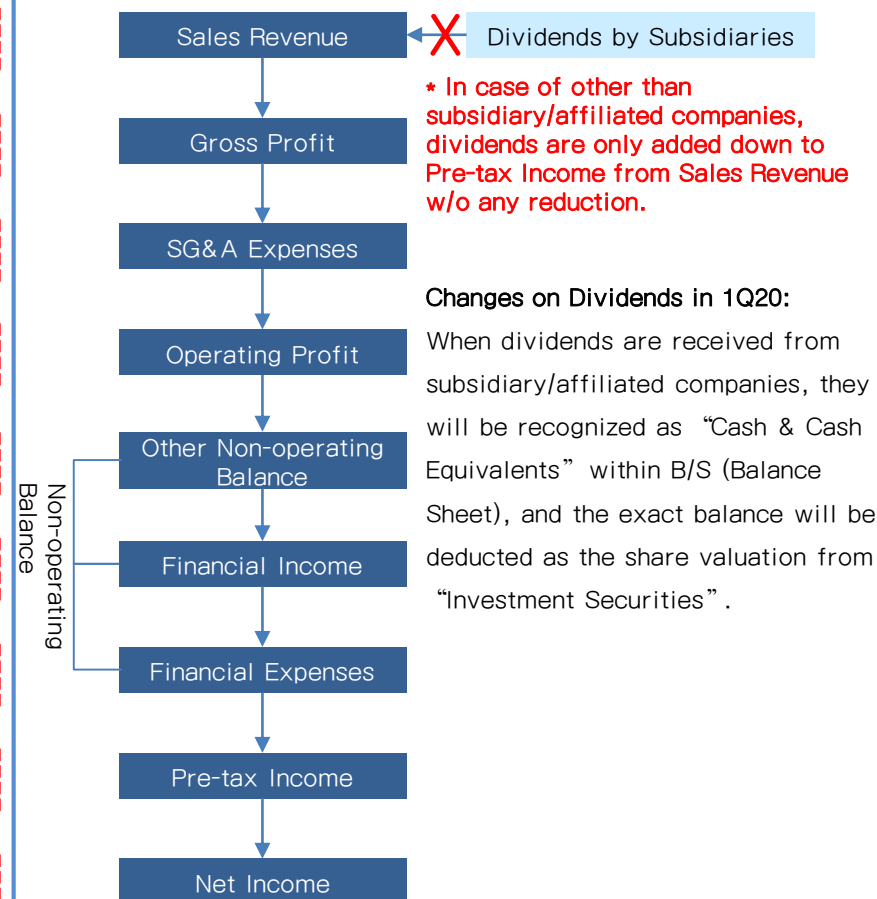 Sales Revenue
Dividends by Subsidiaries
* In case of other than
subsidiary/affiliated companies,
dividends are only added down to
Pre-tax Income from Sales Revenue
w/o any reduction.
Gross Profit
SG&A Expenses
Changes on Dividends in 1Q20:
When dividends are received from
subsidiary/affiliated companies, they
will be recognized as “Cash & Cash
Equivalents” within B/S (Balance
Sheet), and the exact balance will be
deducted as the share valuation from
“Investment Securities”.
Operating Profit
Other Non-operating
Balance
Non-operating
Balance
Financial Income
Financial Expenses
Pre-tax Income
Net Income